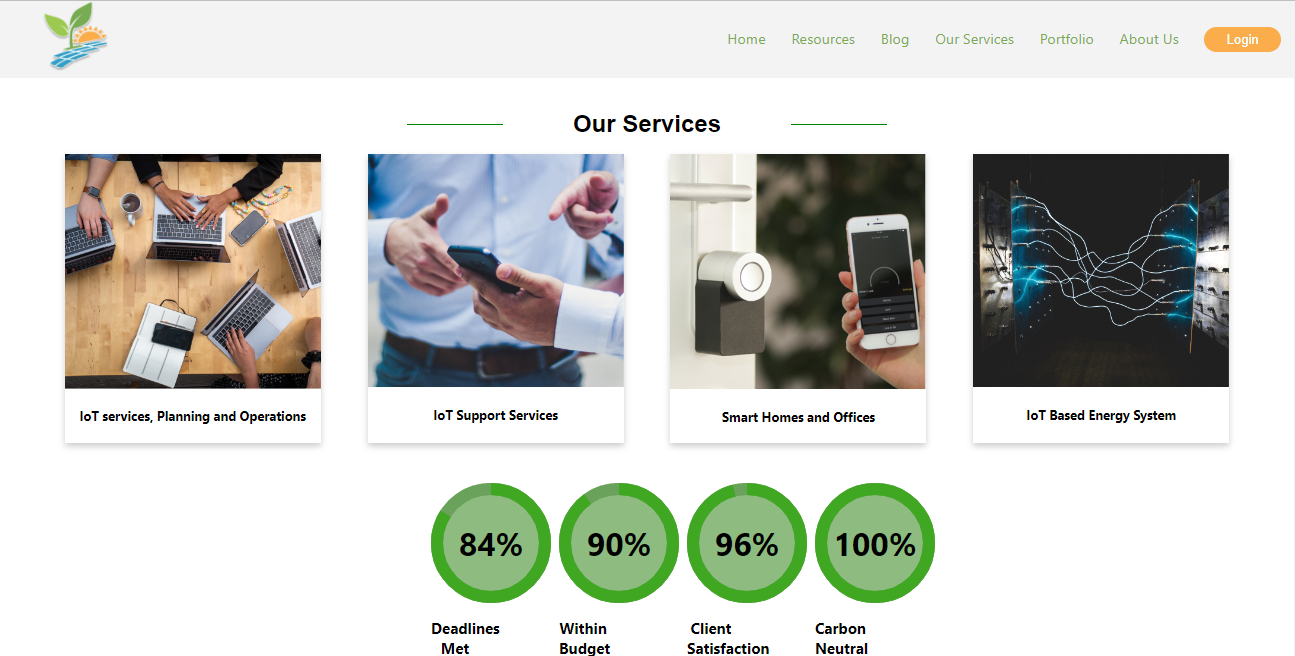 Home Resources Blog Our Services Portfolio About Us Login
Our Services
IoT services, Planning and Operations
IoT Support Services
Smart Homes and Offices
IoT Based Energy System
84% 90% 96% 100%
Deadlines Met
Within Budget
Client Satisfaction
Carbon Neutral